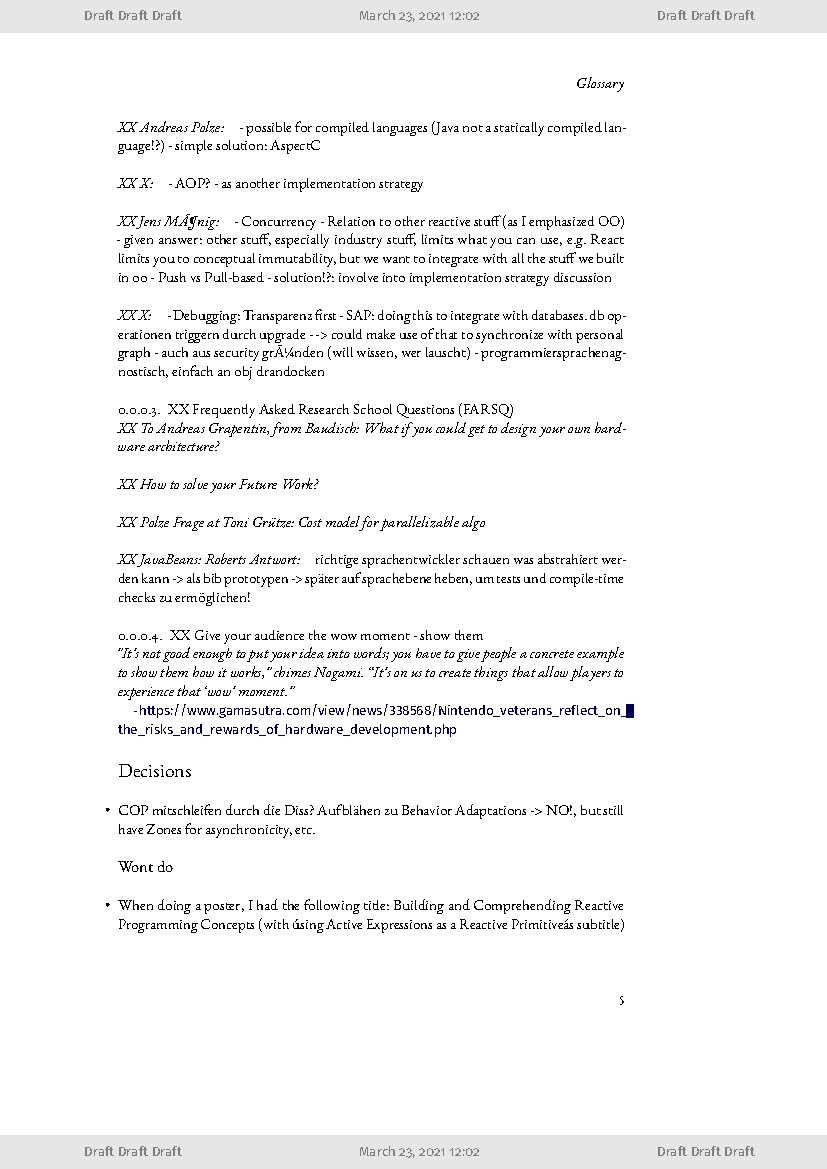 Draft Draft Draft March 23, 2021 12:02 Draft Draft Draft
Glossary
XX Andreas Polze: - possible for compiled languages (Java not a statically compiled lan-
guage!?) - simple solution: AspectC
XX X: - AOP? - as another implementation strategy
XX Jens MÃ¶nig: - Concurrency - Relation to other reactive stuff (as I emphasized OO)
- given answer: other stuff, especially industry stuff, limits what you can use, e.g. React
limits you to conceptual immutability, but we want to integrate with all the stuff we built
in oo - Push vs Pull-based - solution!?: involve into implementation strategy discussion
XX X: - Debugging: Transparenz first - SAP: doing this to integrate with databases. db op-
erationen triggern durch upgrade --> could make use of that to synchronize with personal
graph - auch aus security grÃ¼nden (will wissen, wer lauscht) - programmiersprachenag-
nostisch, einfach an obj drandocken
0.0.0.3. XX Frequently Asked Research School Questions (FARSQ)
XX To Andreas Grapentin, from Baudisch: What if you could get to design your own hard-
ware architecture?
XX How to solve your Future Work?
XX Polze Frage at Toni Grütze: Cost model for parallelizable algo
XX JavaBeans: Roberts Antwort: richtige sprachentwickler schauen was abstrahiert wer-
den kann -> als bib prototypen -> später auf sprachebene heben, um tests und compile-time
checks zu ermöglichen!
0.0.0.4. XX Give your audience the wow moment - show them
"It's not good enough to put your idea into words; you have to give people a concrete example
to show them how it works," chimes Nogami. “It's on us to create things that allow players to
experience that ‘wow’ moment."
- https://www.gamasutra.com/view/news/338568/Nintendo_veterans_reflect_on_
the_risks_and_rewards_of_hardware_development.php
Decisions
• COP mitschleifen durch die Diss? Aufblähen zu Behavior Adaptations -> NO!, but still
have Zones for asynchronicity, etc.
Wont do
• When doing a poster, I had the following title: Building and Comprehending Reactive
Programming Concepts (with úsing Active Expressions as a Reactive Primitiveás subtitle)
5
Draft Draft Draft March 23, 2021 12:02 Draft Draft Draft